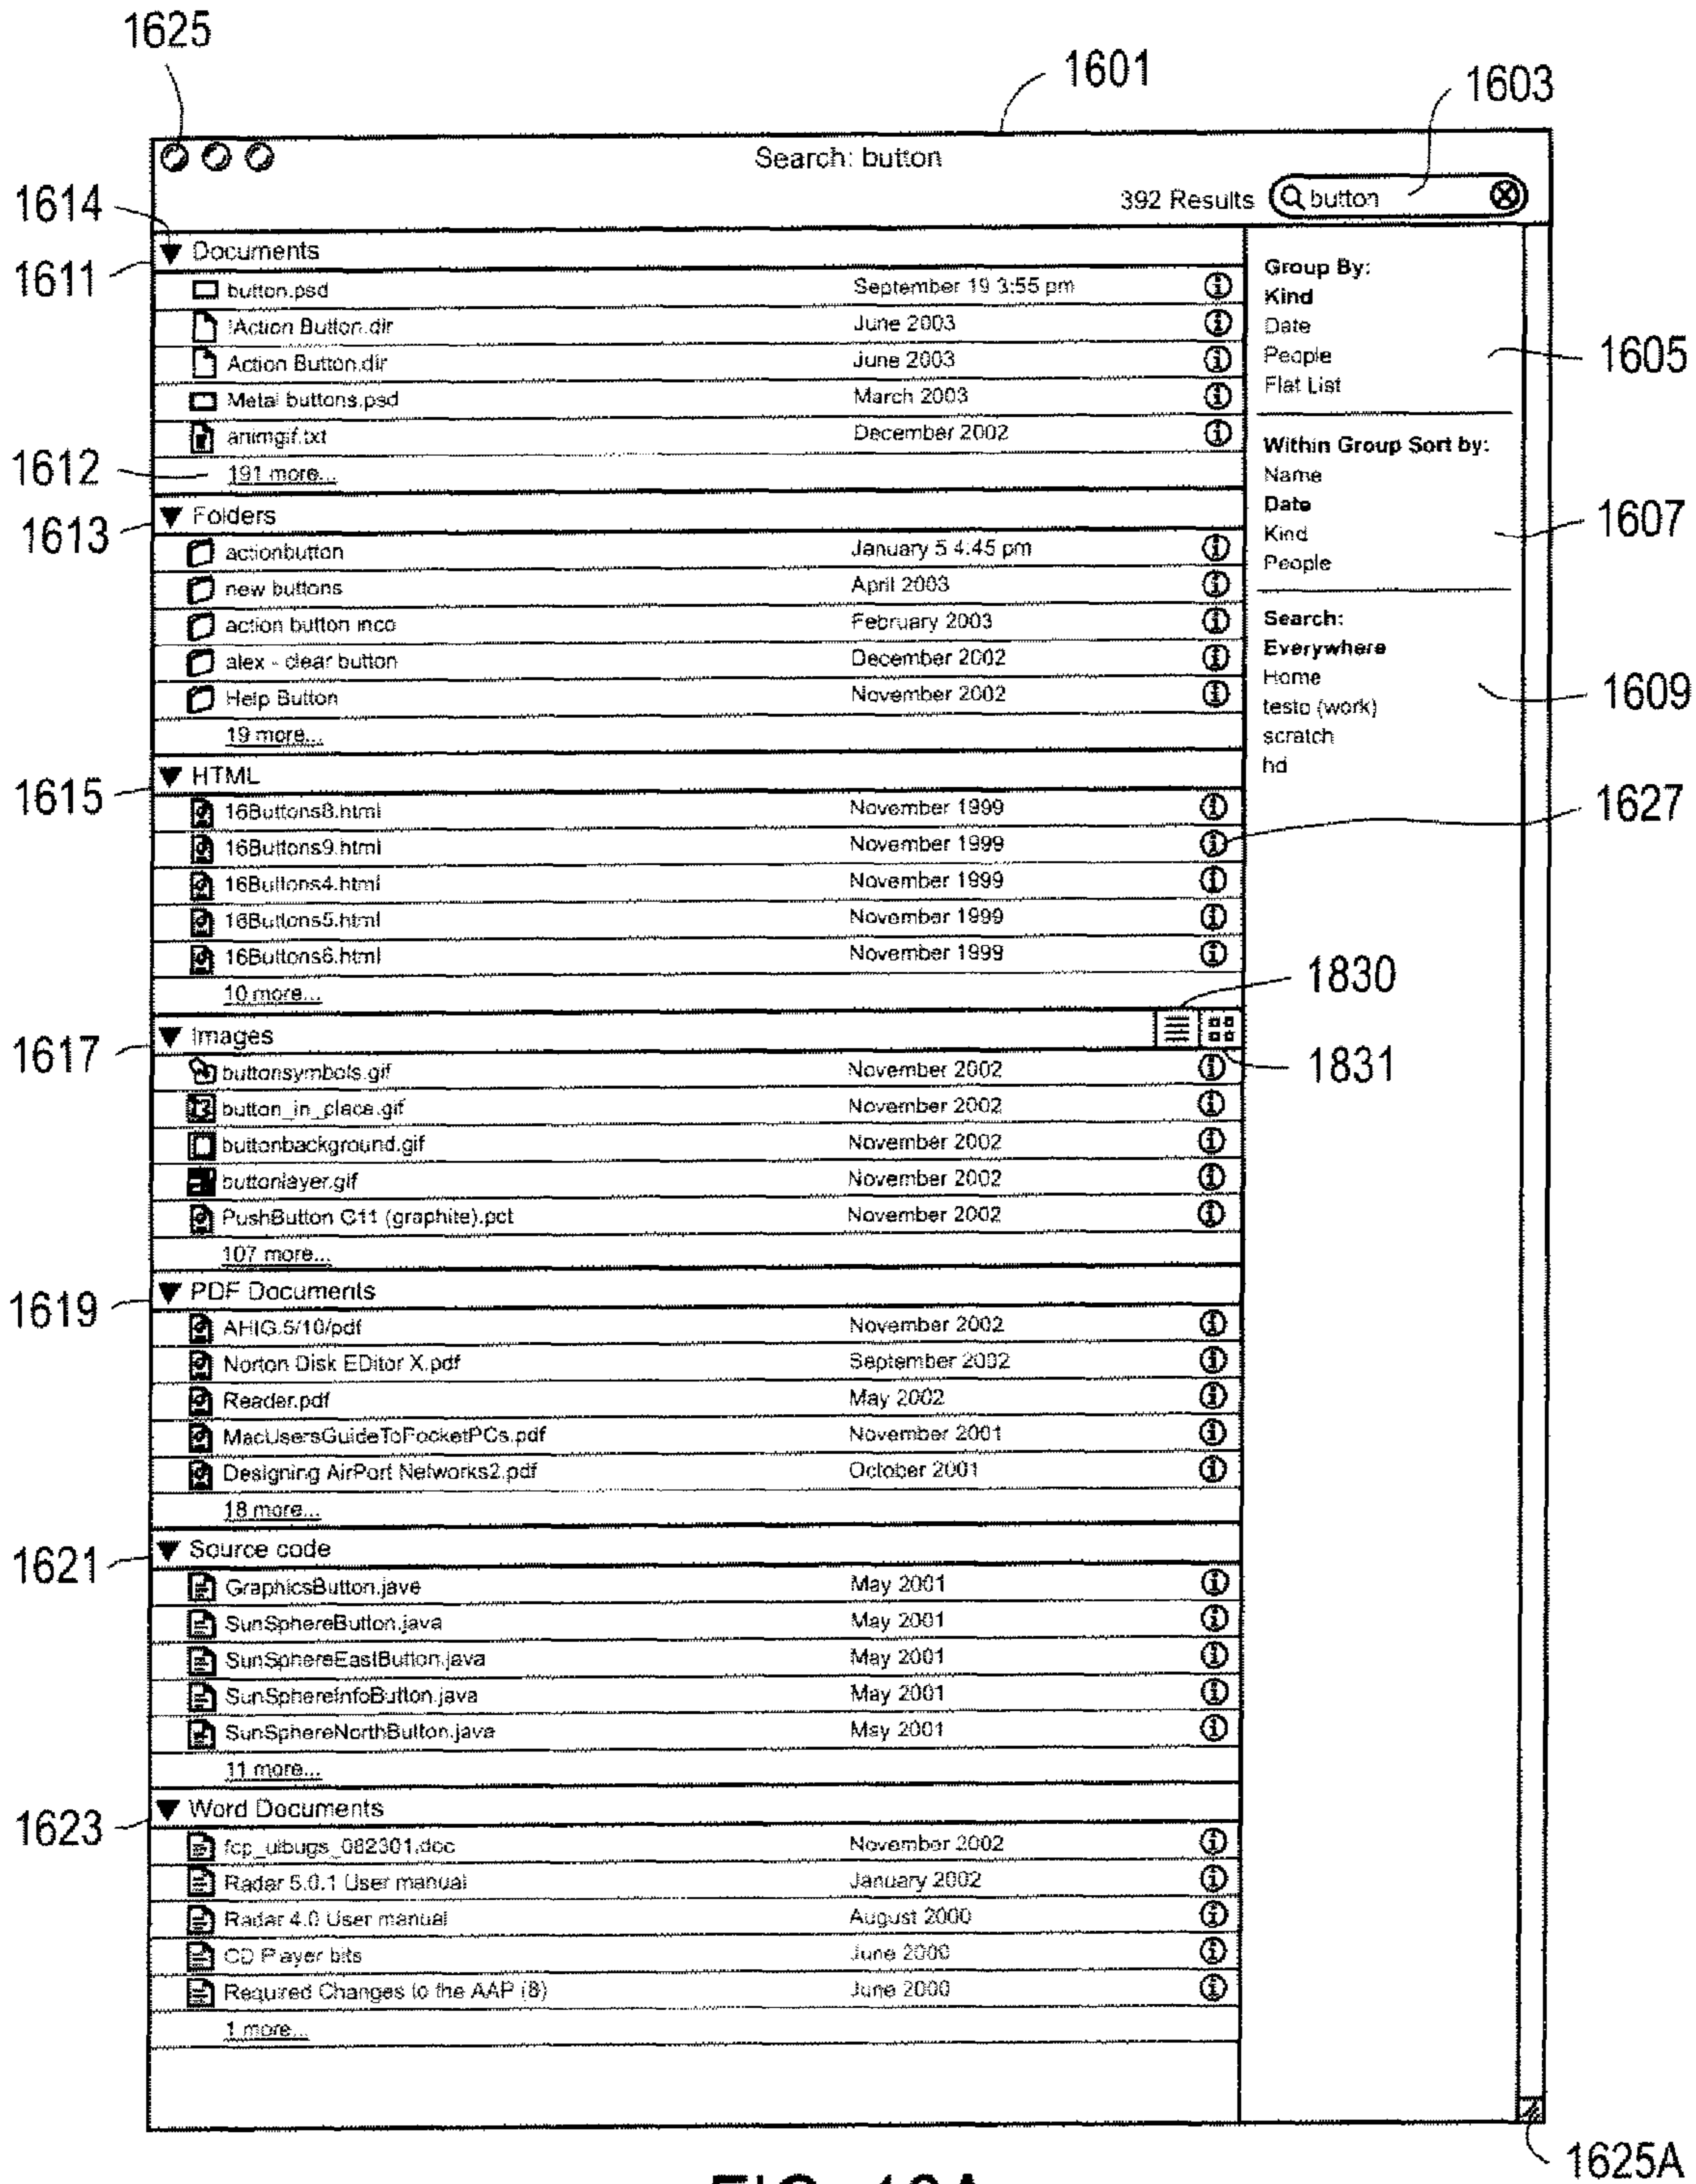 1625
1601
1603
Search: button
392 Results button
1614
1611
Documents
button.psd September 19 3:55 pm
!Action Button.dir June 2003
Action Button.dir June 2003
Metal buttons.psd March 2003
animgif.txt December 2002
1612
191 more...
1613
Folders
actionbutton January 5 4:45 pm
new buttons April 2003
action button inco February 2003
alex - clear button December 2002
Help Button November 2002
19 more...
1615
HTML
16Buttons8.html November 1999
16Buttons9.html November 1999
16Buttons4.html November 1999
16Buttons5.html November 1999
16Buttons6.html November 1999
10 more...
1617
Images
1830
1831
buttonsymbols.gif November 2002
button_in_place.gif November 2002
buttonbackground.gif November 2002
buttonlayer.gif November 2002
PushButton C11 (graphite).pct November 2002
107 more...
1619
PDF Documents
AHIG.5/10/pdf November 2002
Norton Disk EDitor X.pdf September 2002
Reader.pdf May 2002
MacUsersGuideToFocketPCs.pdf November 2001
Designing AirPort Networks2.pdf October 2001
18 more...
1621
Source code
GraphicsButton.jave May 2001
SunSphereButton.java May 2001
SunSphereEastButton.java May 2001
SunSphereInfoButton.java May 2001
SunSphereNorthButton.java May 2001
11 more...
1623
Word Documents
fcp_uibugs_082301.doc November 2002
Radar 5.0.1 User manual January 2002
Radar 4.0 User manual August 2000
CD Player bits June 2000
Required Changes to the AAP (8) June 2000
1 more...
Group By:
Kind
Date
People
Flat List
1605
Within Group Sort by:
Name
Date
Kind
People
1607
Search:
Everywhere
Home
testo (work)
scratch
hd
1609
1627
1625A